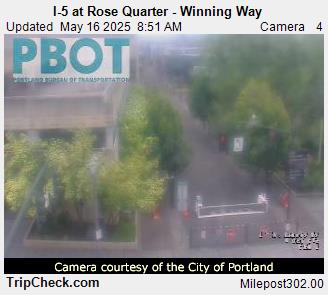 I-5 at Rose Quarter - Winning Way
Updated May 16 2025 8:51 AM Camera 4
PBOT
PORTLAND BUREAU OF TRANSPORTATION
Camera courtesy of the City of Portland
TripCheck.com Milepost302.00